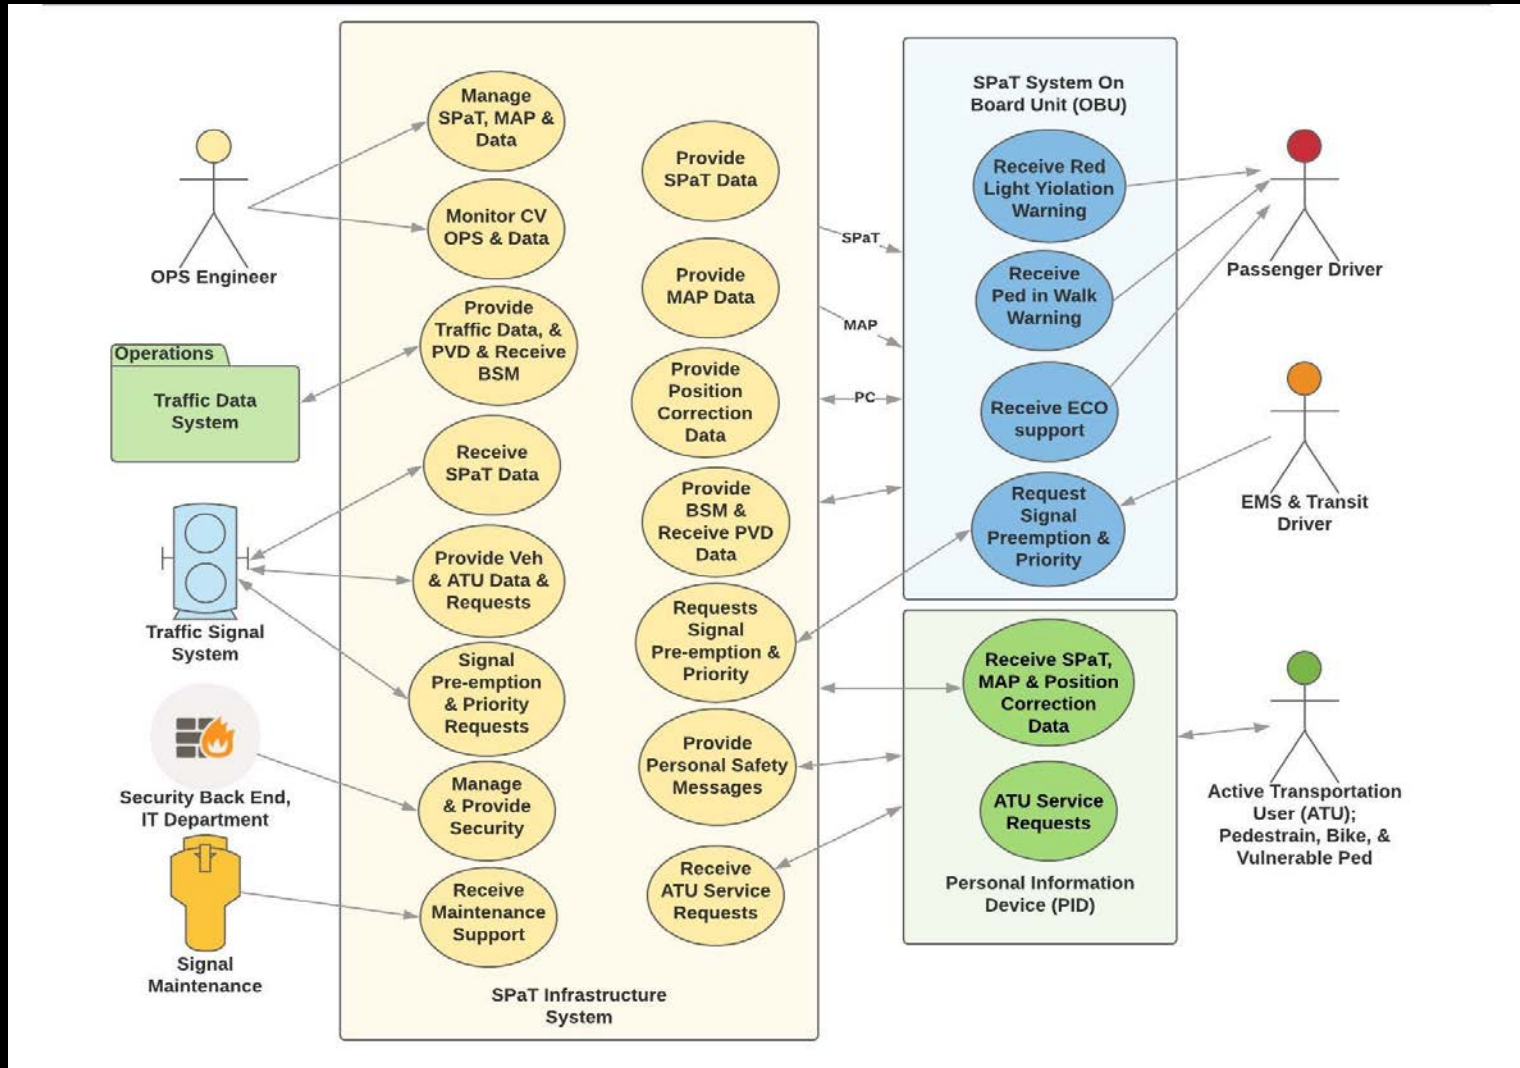 Manage
SPaT, MAP &
Data
Monitor CV
OPS & Data
Provide
Traffic Data, &
PVD & Receive
BSM
Receive
SPaT Data
Provide Veh
& ATU Data &
Requests
Signal
Pre-emption
& Priority
Requests
Manage
& Provide
Security
Receive
Maintenance
Support
Provide
SPaT Data
Provide
MAP Data
Provide
Position
Correction
Data
Provide
BSM &
Receive PVD
Data
Requests
Signal
Pre-emption &
Priority
Provide
Personal Safety
Messages
Receive
ATU Service
Requests
SPaT Infrastructure
System
OPS Engineer
Operations
Traffic Data
System
Traffic Signal
System
Security Back End,
IT Department
Signal
Maintenance
SPaT
MAP
PC
SPaT System On
Board Unit (OBU)
Receive Red
Light Yiolation
Warning
Receive
Ped in Walk
Warning
Receive ECO
support
Request
Signal
Preemption &
Priority
Receive SPaT,
MAP & Position
Correction
Data
ATU Service
Requests
Personal Information
Device (PID)
Passenger Driver
EMS & Transit
Driver
Active Transportation
User (ATU);
Pedestrain, Bike, &
Vulnerable Ped